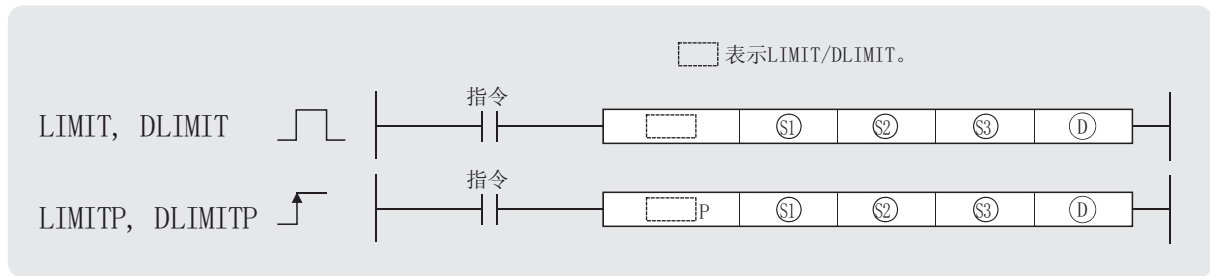 表示LIMIT/DLIMIT。
指令
LIMIT, DLIMIT
S1 S2 S3 D
指令
LIMITP, DLIMITP
P S1 S2 S3 D